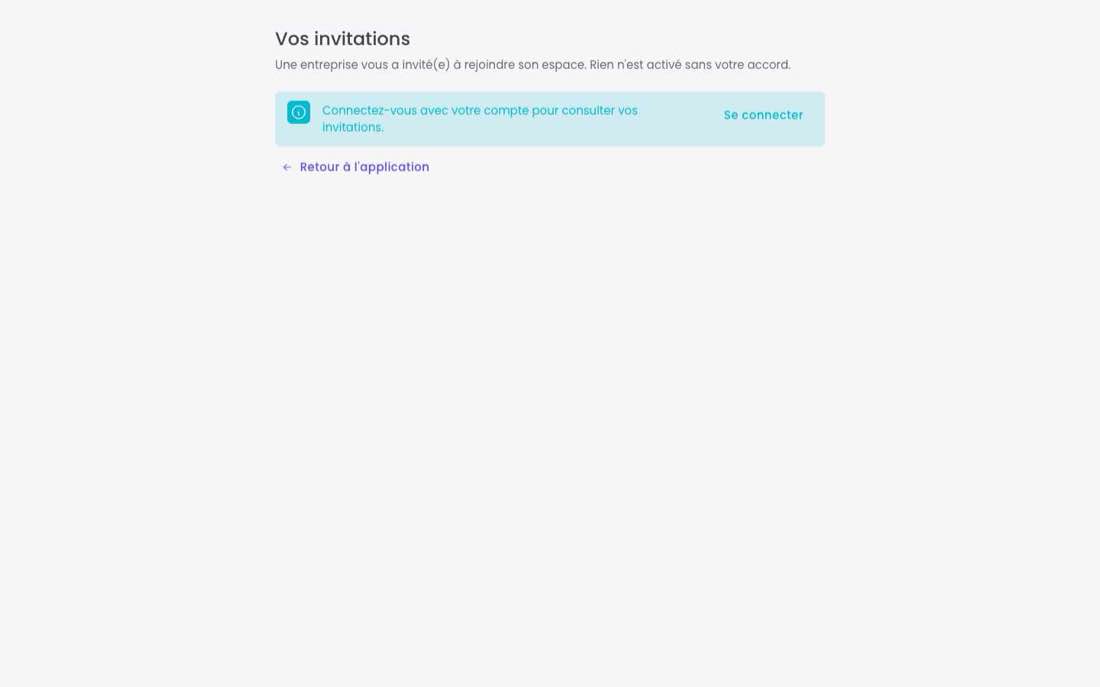 Vos invitations
Une entreprise vous a invité(e) à rejoindre son espace. Rien n'est activé sans votre accord.
Connectez-vous avec votre compte pour consulter vos
invitations.
Se connecter
← Retour à l'application